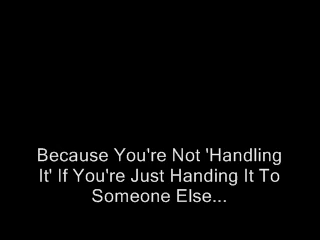 Because You're Not 'Handling
It' If You're Just Handing It To
Someone Else...